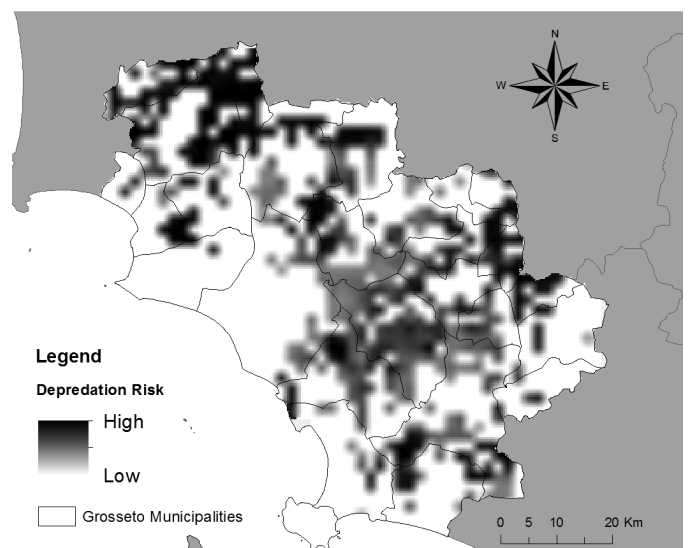 N
W E
S
Legend
Depredation Risk
High
Low
Grosseto Municipalities
0 5 10 20 Km